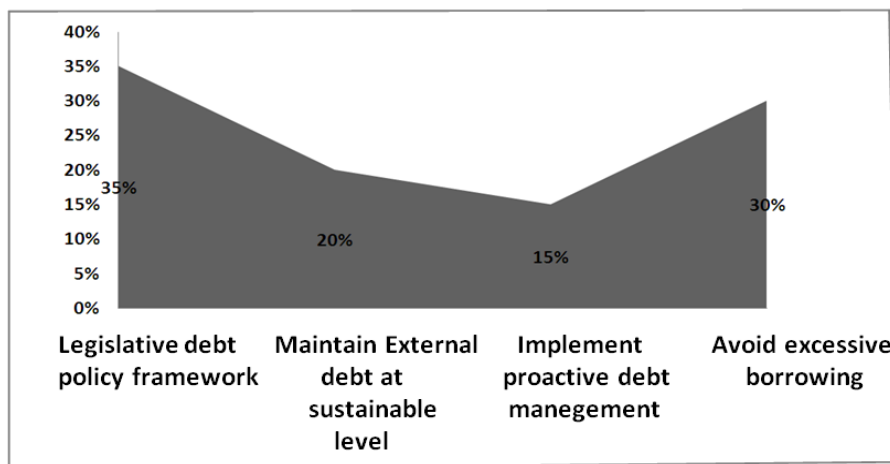 40%
35%
30%
25%
20%
15%
10%
5%
0%
35%
20%
15%
30%
Legislative debt
policy framework
Maintain External
debt at
sustainable
level
Implement
proactive debt
manegement
Avoid excessive
borrowing